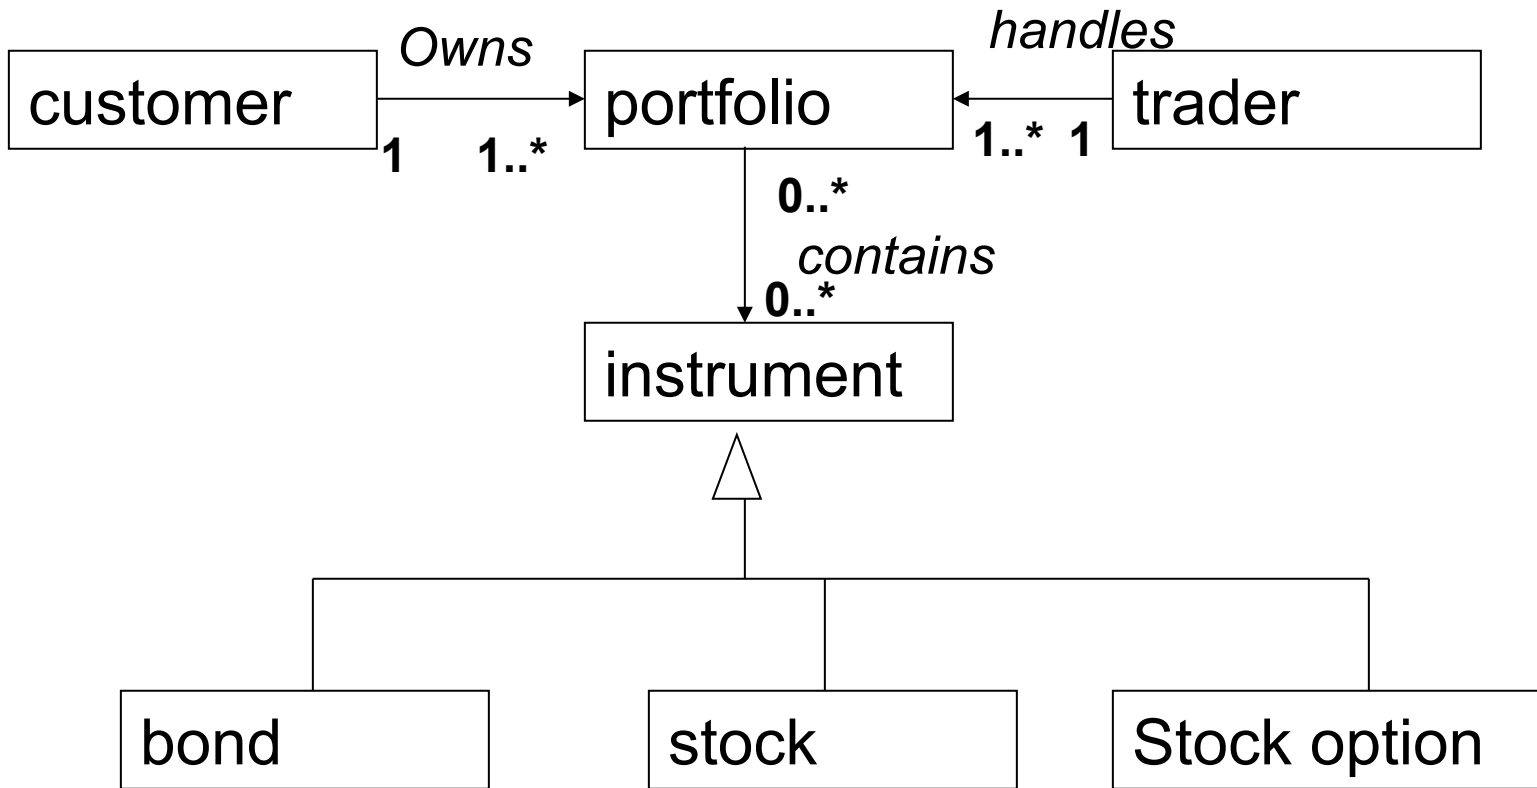 Owns
handles
customer
portfolio
trader
1
1..*
1..*
1
0..*
contains
0..*
instrument
bond
stock
Stock option